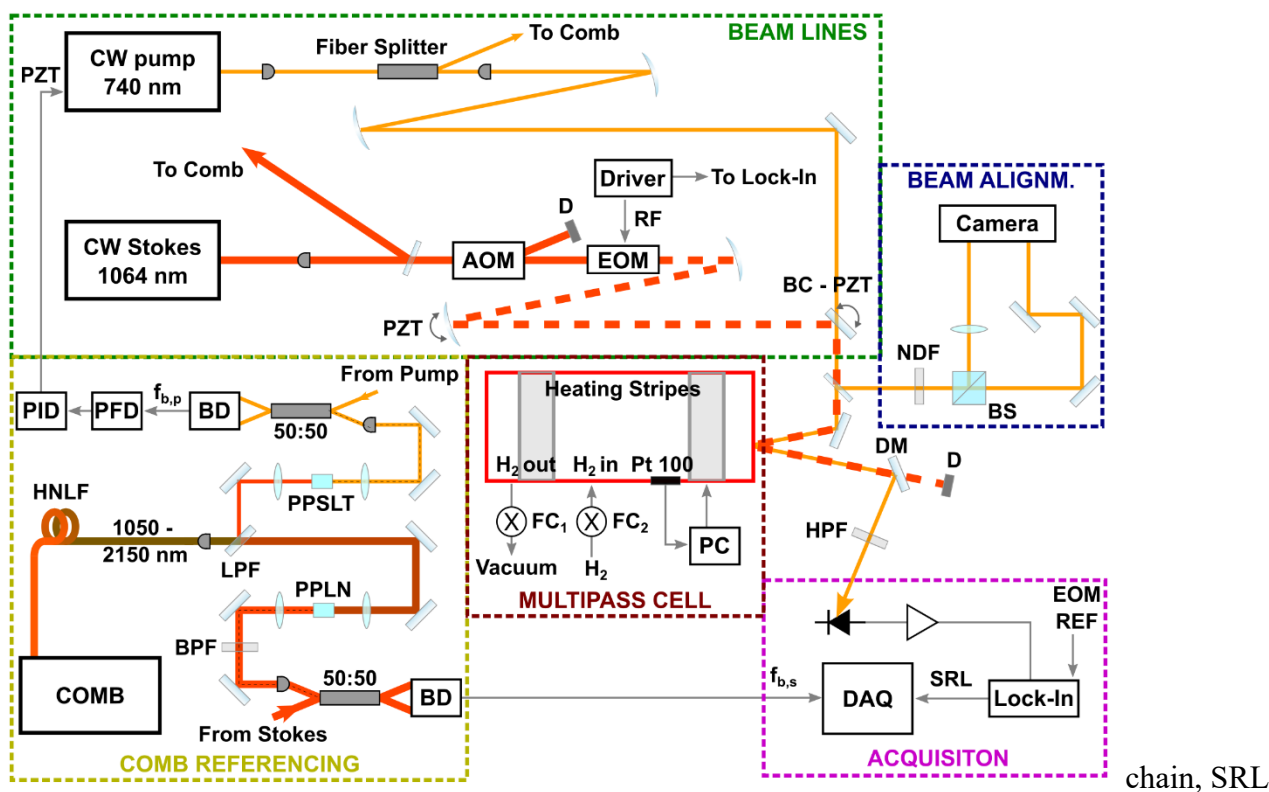 BEAM LINES
To Comb
Fiber Splitter
PZT
CW pump
740 nm
To Comb
Driver
To Lock-In
RF
D
CW Stokes
1064 nm
AOM
EOM
BC - PZT
PZT
BEAM ALIGNM.
Camera
NDF
BS
From Pump
PID
PFD
f_b,p
BD
50:50
HNLF
PPSLT
1050 -
2150 nm
LPF
PPLN
BPF
50:50
COMB
BD
From Stokes
COMB REFERENCING
Heating Stripes
H2 out
H2 in
Pt 100
X
FC1
X
FC2
PC
Vacuum
H2
MULTIPASS CELL
DM
D
HPF
EOM
REF
f_b,s
DAQ
SRL
Lock-In
ACQUISITON
chain, SRL